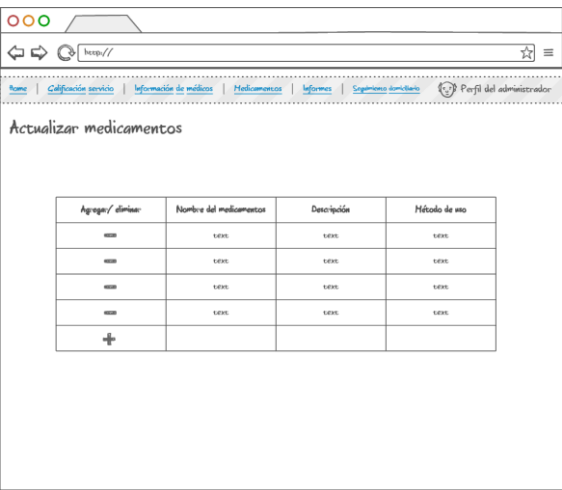 http://
Home | Calificación servicio | Información de médicos | Medicamentos | Informes | Seguimiento domiciliario Perfil del administrador
Actualizar medicamentos
Agregar/ eliminar Nombre del medicamentos Descripción Método de uso
text text text
text text text
text text text
text text text